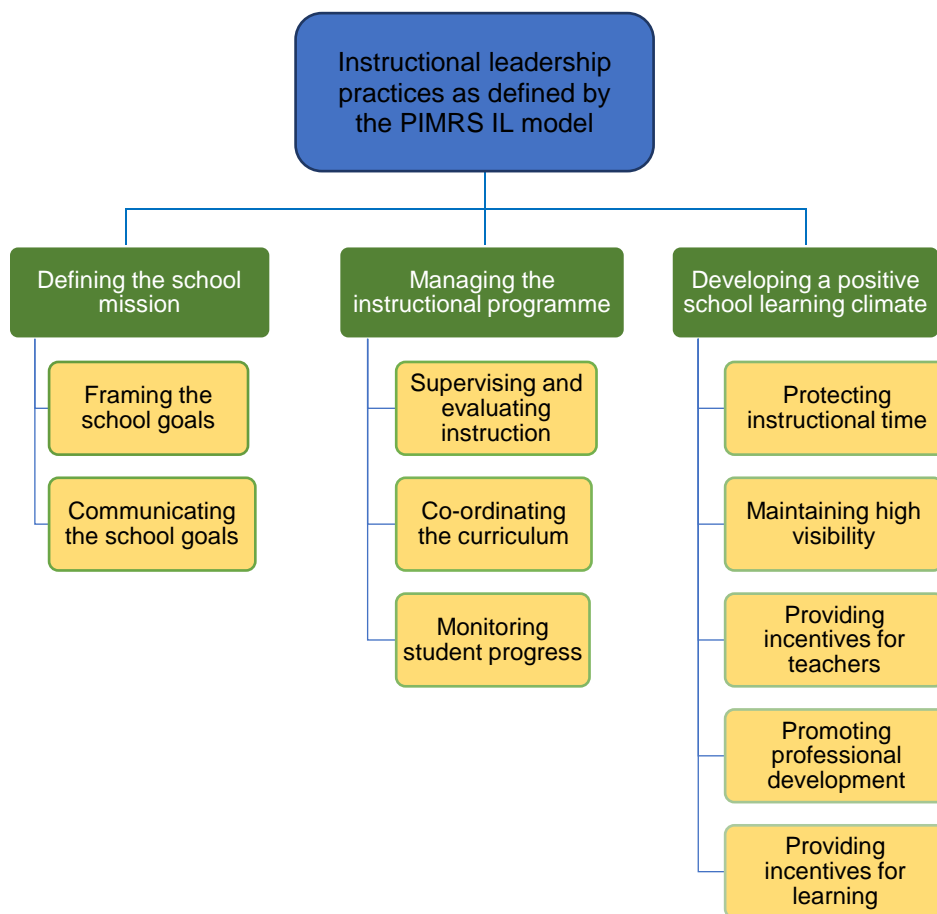 Instructional leadership
practices as defined by
the PIMRS IL model
Defining the school
mission
Framing the
school goals
Communicating
the school goals
Managing the
instructional programme
Supervising and
evaluating
instruction
Co-ordinating
the curriculum
Monitoring
student progress
Developing a positive
school learning climate
Protecting
instructional time
Maintaining high
visibility
Providing
incentives for
teachers
Promoting
professional
development
Providing
incentives for
learning